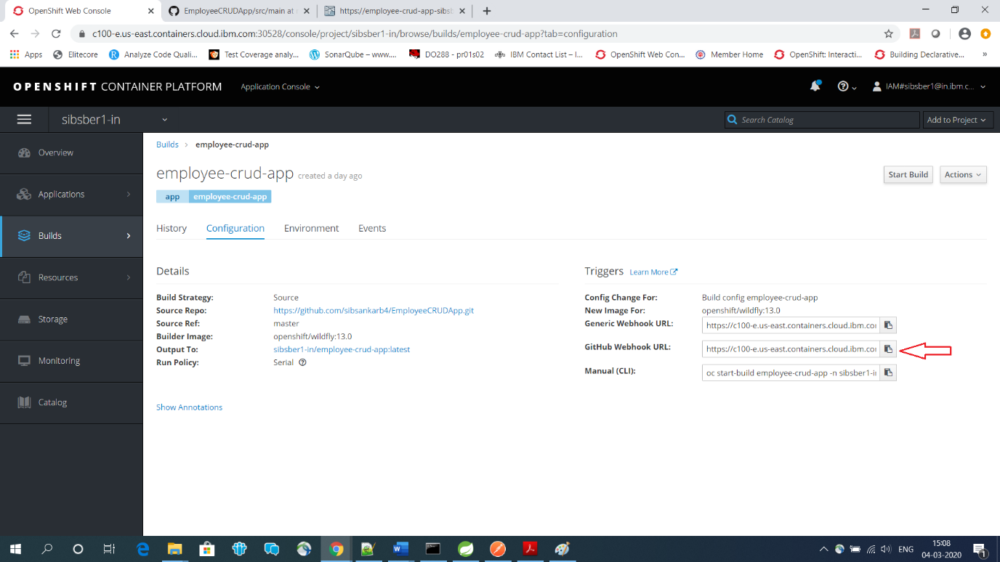 OpenShift Web Console
EmployeeCRUDApp/src/main at
https://employee-crud-app-sibsb
c100-e.us-east.containers.cloud.ibm.com:30528/console/project/sibsber1-in/browse/builds/employee-crud-app?tab=configuration
Apps Elitecore Analyze Code Quali... Test Coverage analy... SonarQube – www.... DO288 - pr01s02 IBM Contact List – I... OpenShift Web Con... Member Home OpenShift: Interacti... Building Declarative... »
OPENSHIFT CONTAINER PLATFORM Application Console IAM#sibsber1@in.ibm.c...
sibsber1-in Search Catalog Add to Project
Overview
Applications
Builds
Resources
Storage
Monitoring
Catalog
Builds employee-crud-app
employee-crud-app created a day ago Start Build Actions
app employee-crud-app
History Configuration Environment Events
Details
Build Strategy: Source
Source Repo: https://github.com/sibsankarb4/EmployeeCRUDApp.git
Source Ref: master
Builder Image: openshift/wildfly:13.0
Output To: sibsber1-in/employee-crud-app:latest
Run Policy: Serial
Show Annotations
Triggers Learn More
Config Change For: Build config employee-crud-app
New Image For: openshift/wildfly:13.0
Generic Webhook URL: https://c100-e.us-east.containers.cloud.ibm.co
GitHub Webhook URL: https://c100-e.us-east.containers.cloud.ibm.co
Manual (CLI): oc start-build employee-crud-app -n sibsber1-i
ENG 15:08
04-03-2020
1